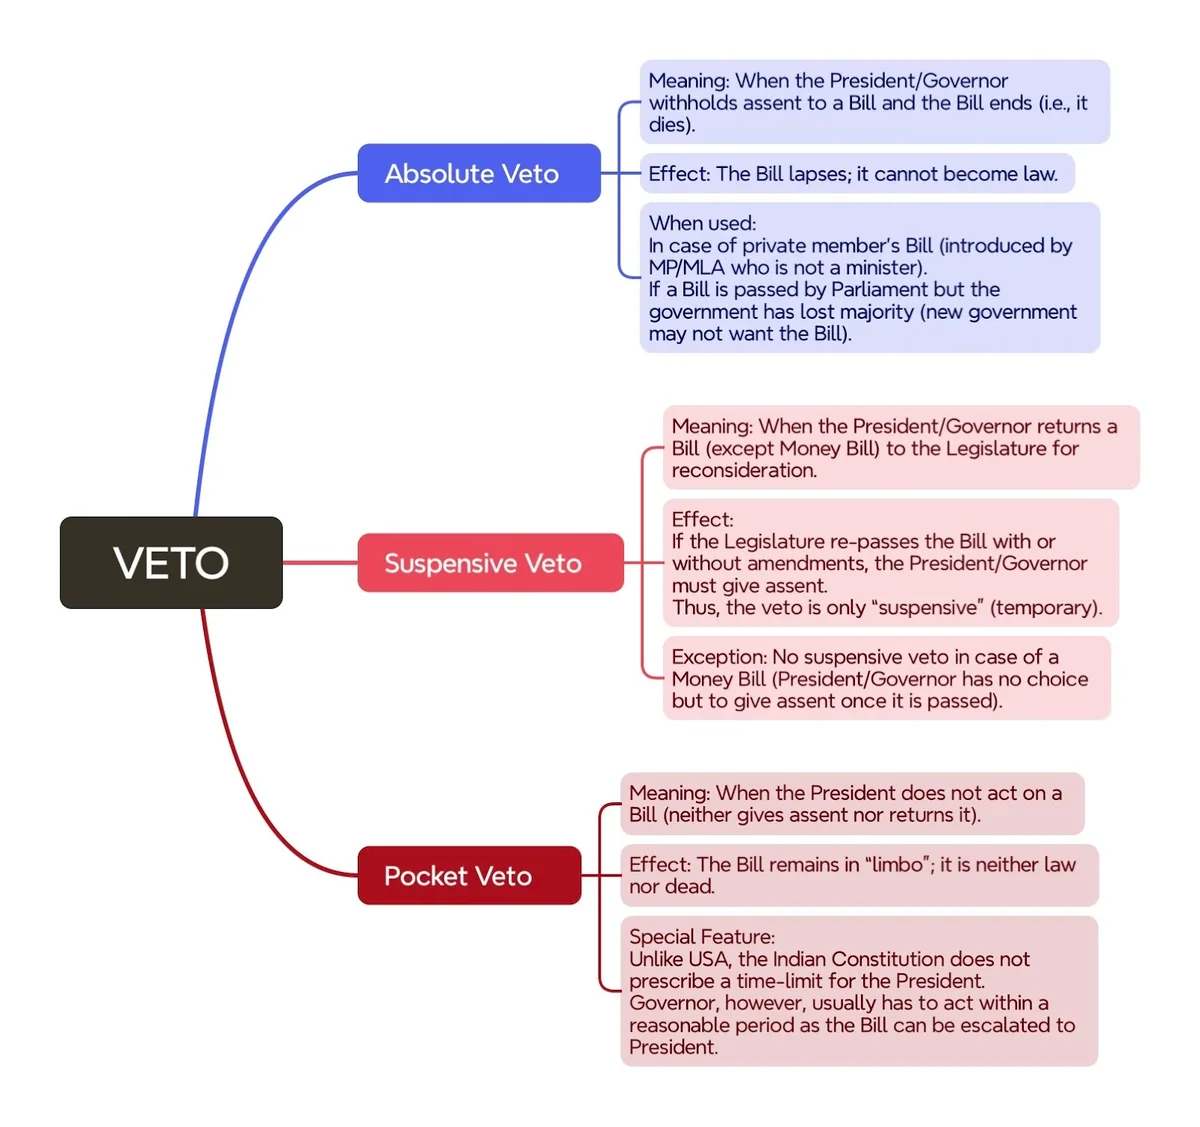 VETO
Absolute Veto
Meaning: When the President/Governor
withholds assent to a Bill and the Bill ends (i.e., it
dies).
Effect: The Bill lapses; it cannot become law.
When used:
In case of private member's Bill (introduced by
MP/MLA who is not a minister).
If a Bill is passed by Parliament but the
government has lost majority (new government
may not want the Bill).
Suspensive Veto
Meaning: When the President/Governor returns a
Bill (except Money Bill) to the Legislature for
reconsideration.
Effect:
If the Legislature re-passes the Bill with or
without amendments, the President/Governor
must give assent.
Thus, the veto is only “suspensive” (temporary).
Exception: No suspensive veto in case of a
Money Bill (President/Governor has no choice
but to give assent once it is passed).
Pocket Veto
Meaning: When the President does not act on a
Bill (neither gives assent nor returns it).
Effect: The Bill remains in “limbo”; it is neither law
nor dead.
Special Feature:
Unlike USA, the Indian Constitution does not
prescribe a time-limit for the President.
Governor, however, usually has to act within a
reasonable period as the Bill can be escalated to
President.